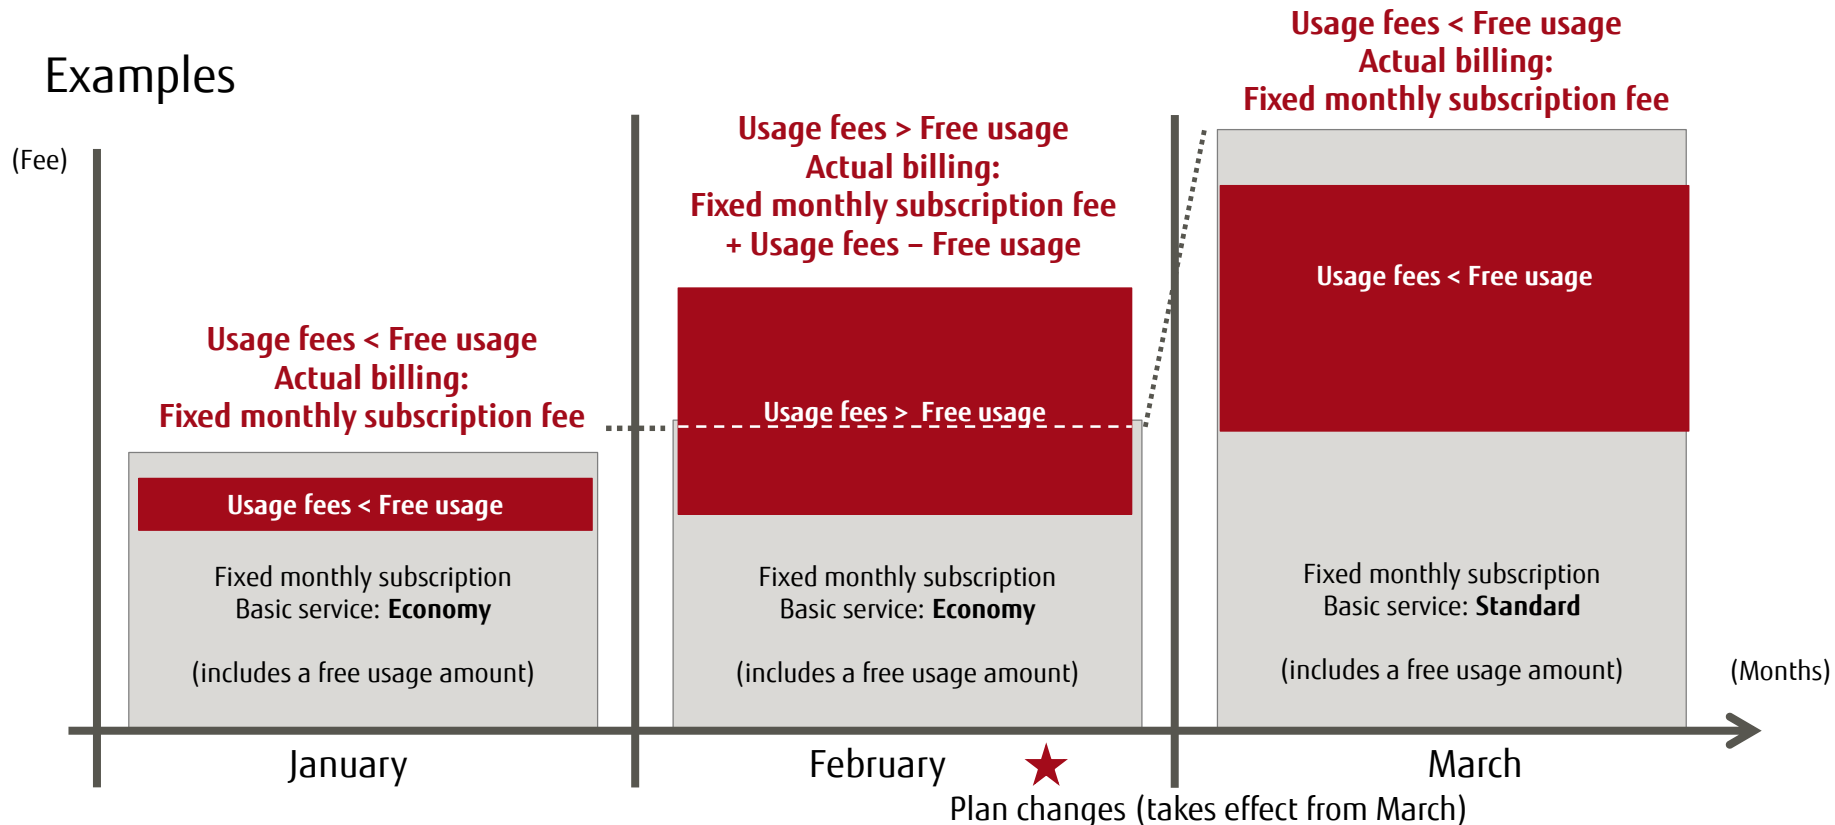 Examples
(Fee)
Usage fees < Free usage
Actual billing:
Fixed monthly subscription fee
Usage fees < Free usage
Fixed monthly subscription
Basic service: Economy
(includes a free usage amount)
January
Usage fees > Free usage
Actual billing:
Fixed monthly subscription fee
+ Usage fees – Free usage
Usage fees >  Free usage
Fixed monthly subscription
Basic service: Economy
(includes a free usage amount)
February
Plan changes (takes effect from March)
Usage fees < Free usage
Actual billing:
Fixed monthly subscription fee
Usage fees < Free usage
Fixed monthly subscription
Basic service: Standard
(includes a free usage amount)
March
(Months)